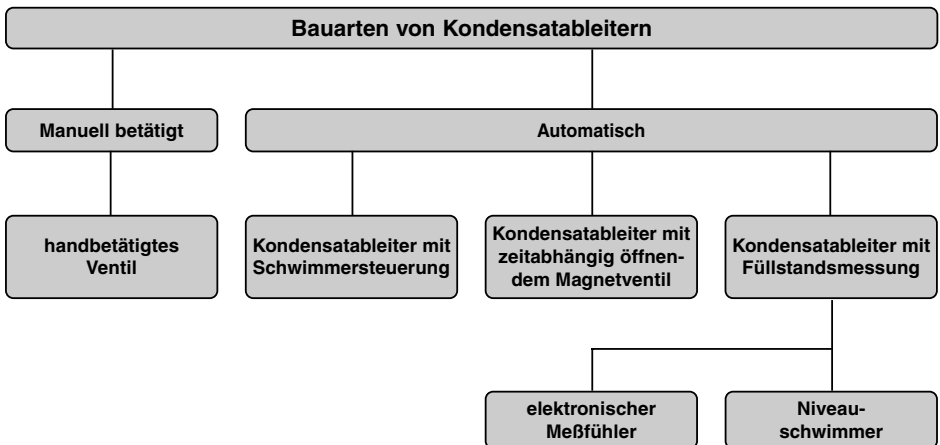 Bauarten von Kondensatableitern
Manuell betätigt
Automatisch
handbetätigtes
Ventil
Kondensatableiter mit
Schwimmersteuerung
Kondensatableiter mit
zeitabhängig öffnen-
dem Magnetventil
Kondensatableiter mit
Füllstandsmessung
elektronischer
Meßfühler
Niveau-
schwimmer